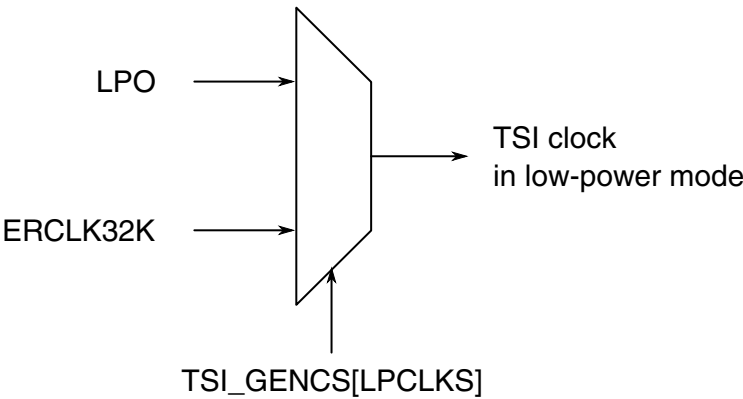 LPO
TSI clock
in low-power mode
ERCLK32K
TSI_GENCS[LPCLKS]